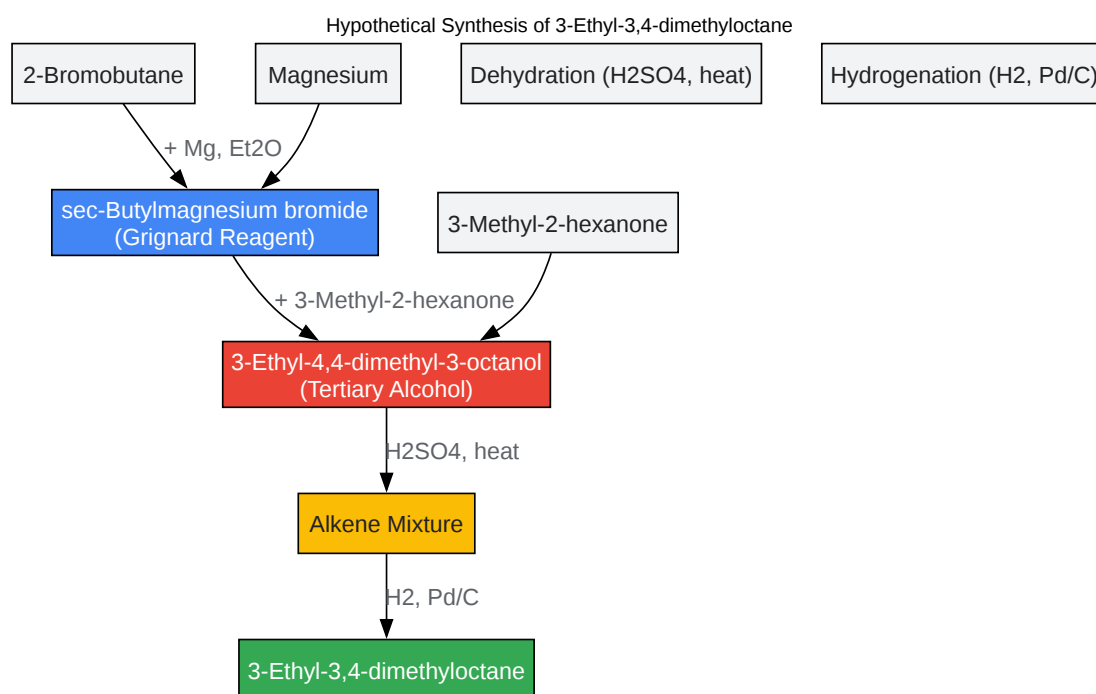 Hypothetical Synthesis of 3-Ethyl-3,4-dimethyloctane
2-Bromobutane
Magnesium
Dehydration (H2SO4, heat)
Hydrogenation (H2, Pd/C)
+ Mg, Et2O
sec-Butylmagnesium bromide
(Grignard Reagent)
3-Methyl-2-hexanone
+ 3-Methyl-2-hexanone
3-Ethyl-4,4-dimethyl-3-octanol
(Tertiary Alcohol)
H2SO4, heat
Alkene Mixture
H2, Pd/C
3-Ethyl-3,4-dimethyloctane